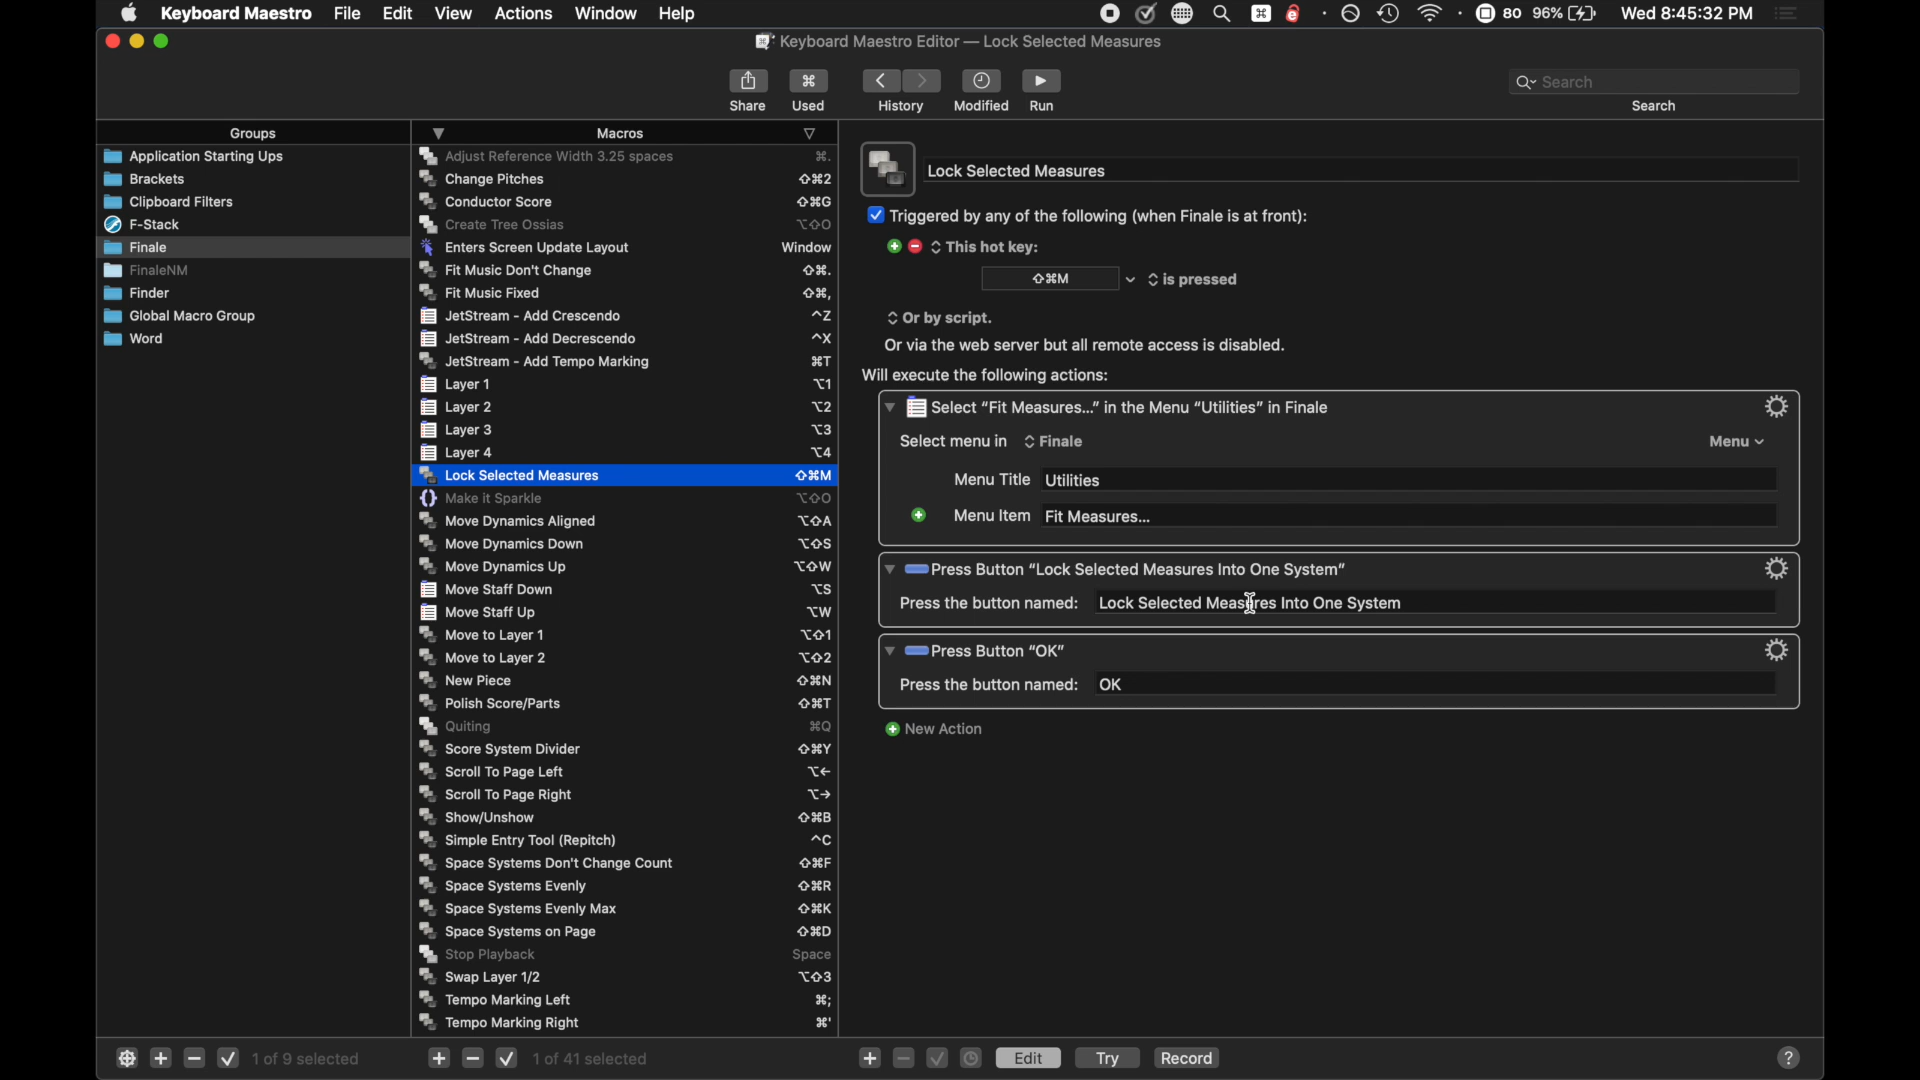 Keyboard Maestro File Edit View Actions Window Help 80 96% Wed 8:45:32 PM
Keyboard Maestro Editor — Lock Selected Measures
Share Used History Modified Run Search
Search
Groups
Application Starting Ups
Brackets
Clipboard Filters
F-Stack
Finale
FinaleNM
Finder
Global Macro Group
Word
Macros
Adjust Reference Width 3.25 spaces ⌘.
Change Pitches ⇧⌘2
Conductor Score ⇧⌘G
Create Tree Ossias ⌥⇧O
Enters Screen Update Layout Window
Fit Music Don't Change ⇧⌘.
Fit Music Fixed ⇧⌘,
JetStream - Add Crescendo ^Z
JetStream - Add Decrescendo ^X
JetStream - Add Tempo Marking ⌘T
Layer 1 ⌥1
Layer 2 ⌥2
Layer 3 ⌥3
Layer 4 ⌥4
Lock Selected Measures ⇧⌘M
Make it Sparkle ⌥⇧O
Move Dynamics Aligned ⌥⇧A
Move Dynamics Down ⌥⇧S
Move Dynamics Up ⌥⇧W
Move Staff Down ⌥S
Move Staff Up ⌥W
Move to Layer 1 ⌥⇧1
Move to Layer 2 ⌥⇧2
New Piece ⇧⌘N
Polish Score/Parts ⇧⌘T
Quiting ⌘Q
Score System Divider ⇧⌘Y
Scroll To Page Left ⌥←
Scroll To Page Right ⌥→
Show/Unshow ⇧⌘B
Simple Entry Tool (Repitch) ^C
Space Systems Don't Change Count ⇧⌘F
Space Systems Evenly ⇧⌘R
Space Systems Evenly Max ⇧⌘K
Space Systems on Page ⇧⌘D
Stop Playback Space
Swap Layer 1/2 ⌥⇧3
Tempo Marking Left ⌘;
Tempo Marking Right ⌘'
Lock Selected Measures
Triggered by any of the following (when Finale is at front):
This hot key:
⇧⌘M is pressed
Or by script.
Or via the web server but all remote access is disabled.
Will execute the following actions:
Select “Fit Measures...” in the Menu “Utilities” in Finale
Select menu in Finale Menu
Menu Title Utilities
Menu Item Fit Measures...
Press Button “Lock Selected Measures Into One System”
Press the button named: Lock Selected Measures Into One System
Press Button “OK”
Press the button named: OK
New Action
1 of 9 selected 1 of 41 selected Edit Try Record ?